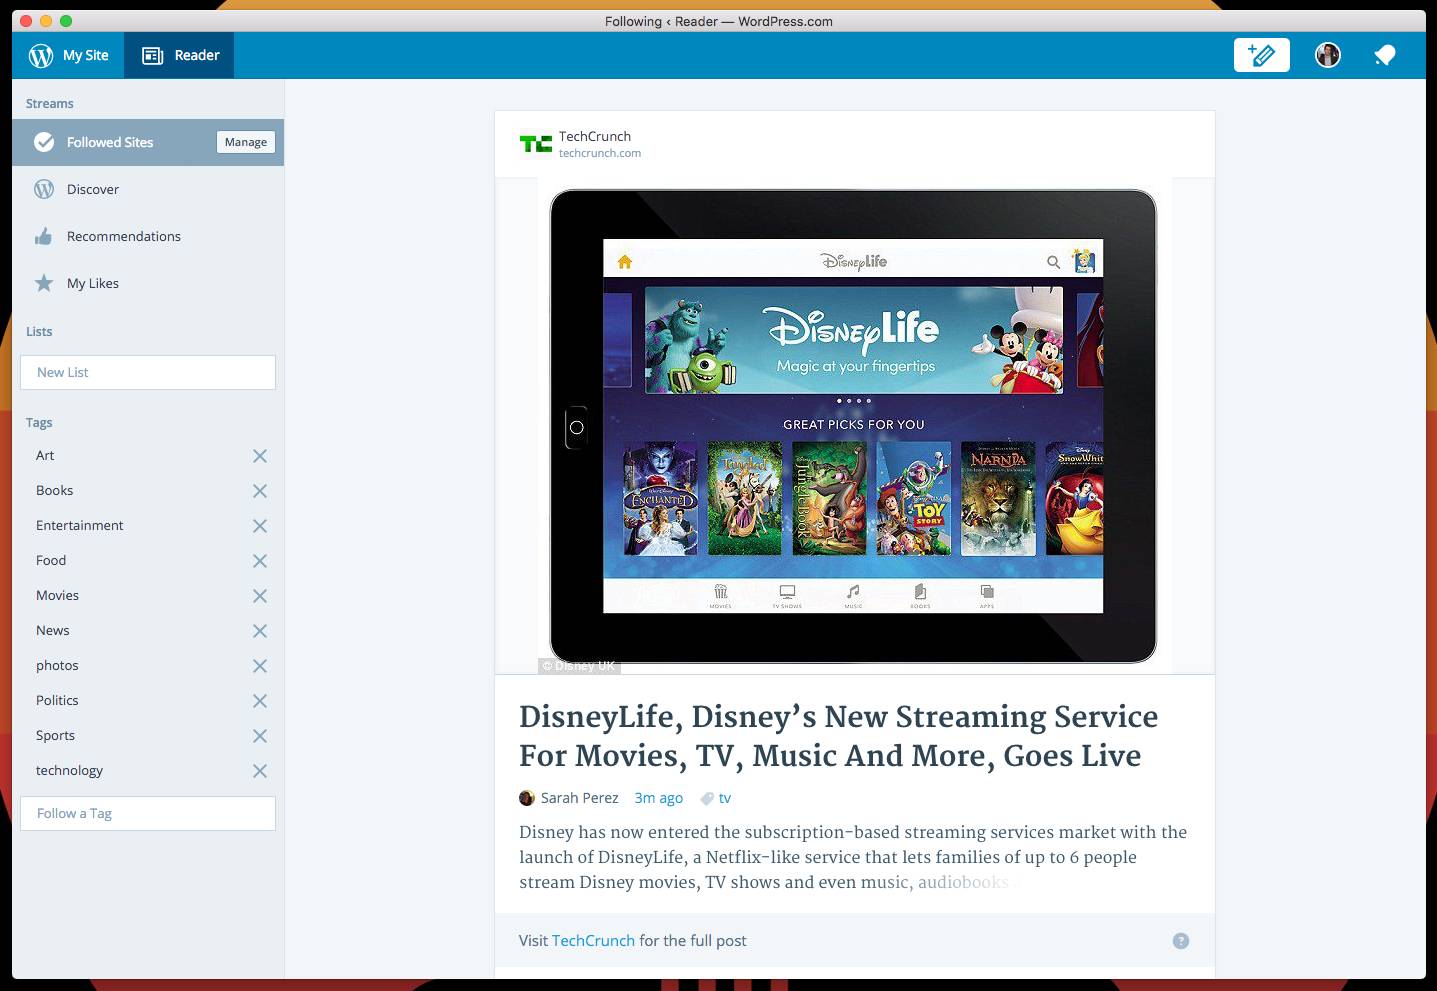 Following ‹ Reader — WordPress.com
My Site
Reader
Streams
Followed Sites
Manage
Discover
Recommendations
My Likes
Lists
New List
Tags
Art
Books
Entertainment
Food
Movies
News
photos
Politics
Sports
technology
Follow a Tag
TC
TechCrunch
techcrunch.com
DisneyLife
DisneyLife
Magic at your fingertips
GREAT PICKS FOR YOU
ENCHANTED
Tangled
The Jungle Book
TOY
STORY
NARNIA
Disney
SNOW WHIT
MOVIES
TV SHOWS
MUSIC
BOOKS
APPS
© Disney UK
DisneyLife, Disney’s New Streaming Service
For Movies, TV, Music And More, Goes Live
Sarah Perez 3m ago tv
Disney has now entered the subscription-based streaming services market with the
launch of DisneyLife, a Netflix-like service that lets families of up to 6 people
stream Disney movies, TV shows and even music, audiobooks a
Visit TechCrunch for the full post
?